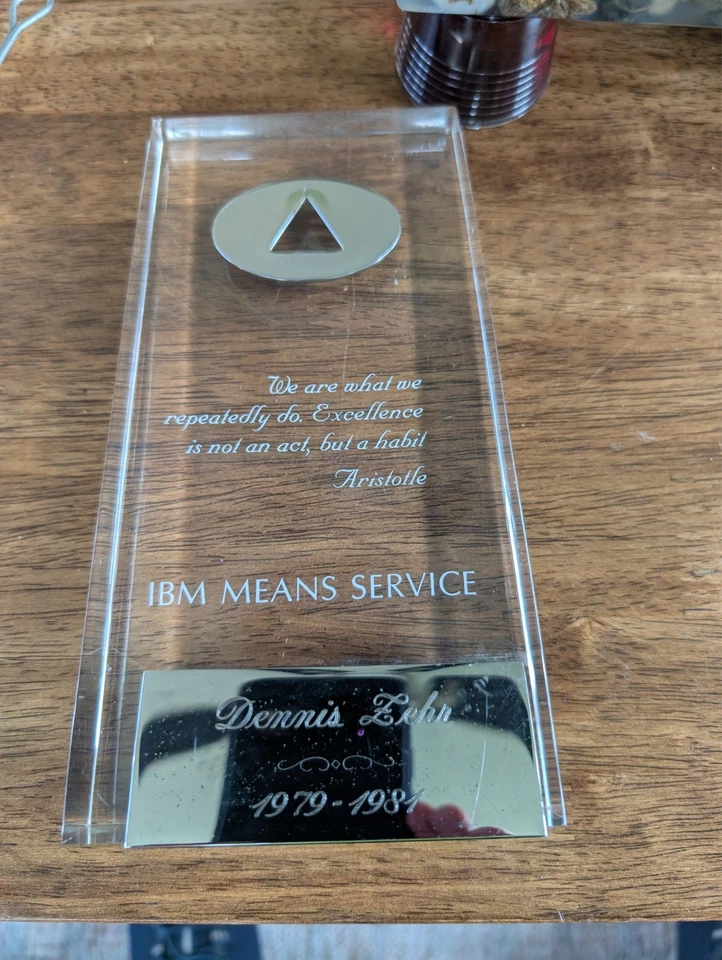 We are what we
repeatedly do. Excellence
is not an act, but a habit
Aristotle
IBM MEANS SERVICE
Dennis Zehr
1979-1981